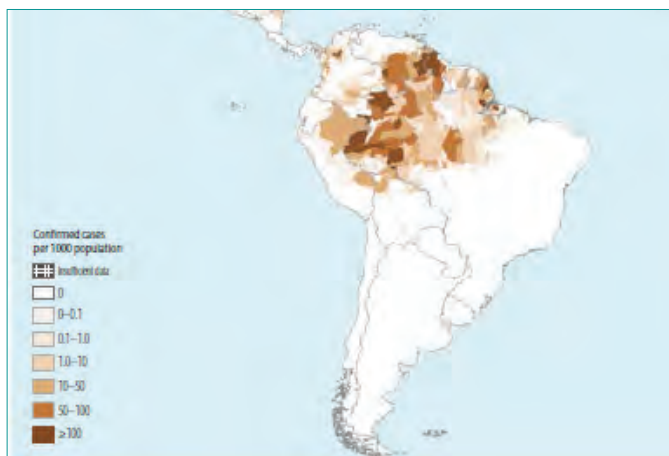 Confirmed cases
per 1000 population
Insufficient data
0
0–0.1
0.1–1.0
1.0–10
10–50
50–100
≥100